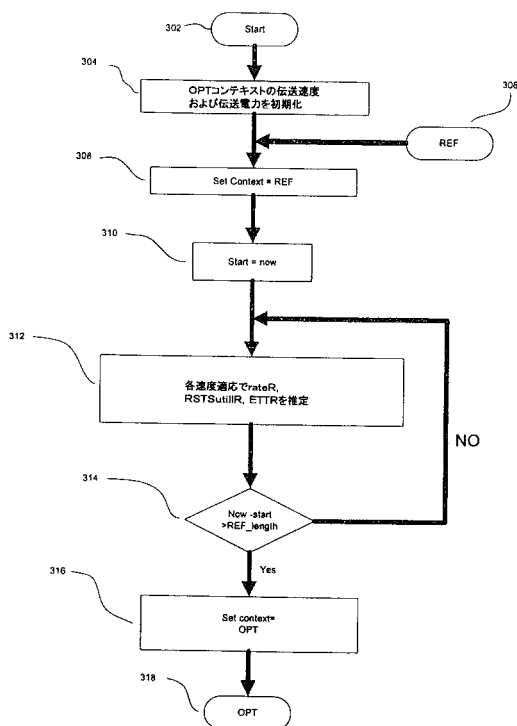 302
Start
304
OPTコンテキストの伝送速度
および伝送電力を初期化
306
REF
308
Set Context = REF
310
Start = now
312
各速度適応でrateR,
RSTSutilIR, ETTRを推定
NO
314
Now -start
>REF_length
Yes
316
Set context=
OPT
318
OPT